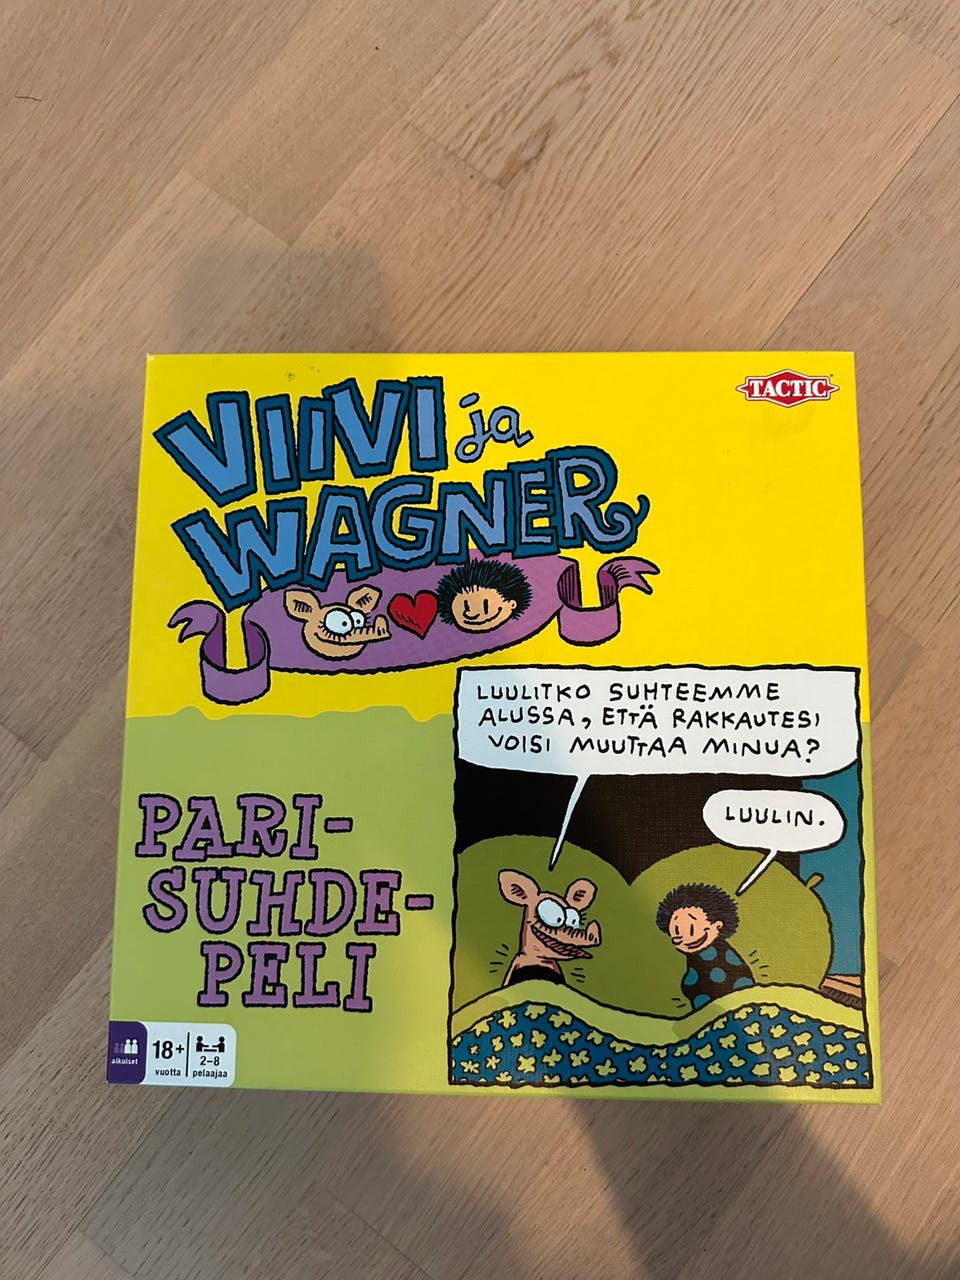 VIIVI ja
WAGNER
TACTIC
LUULITKO SUHTEEMME
ALUSSA, ETTÄ RAKKAUTESI
VOISI MUUTTAA MINUA?
LUULIN.
PARI-
SUHDE-
PELI
aikuiset
18+
vuotta
2–8
pelaajaa